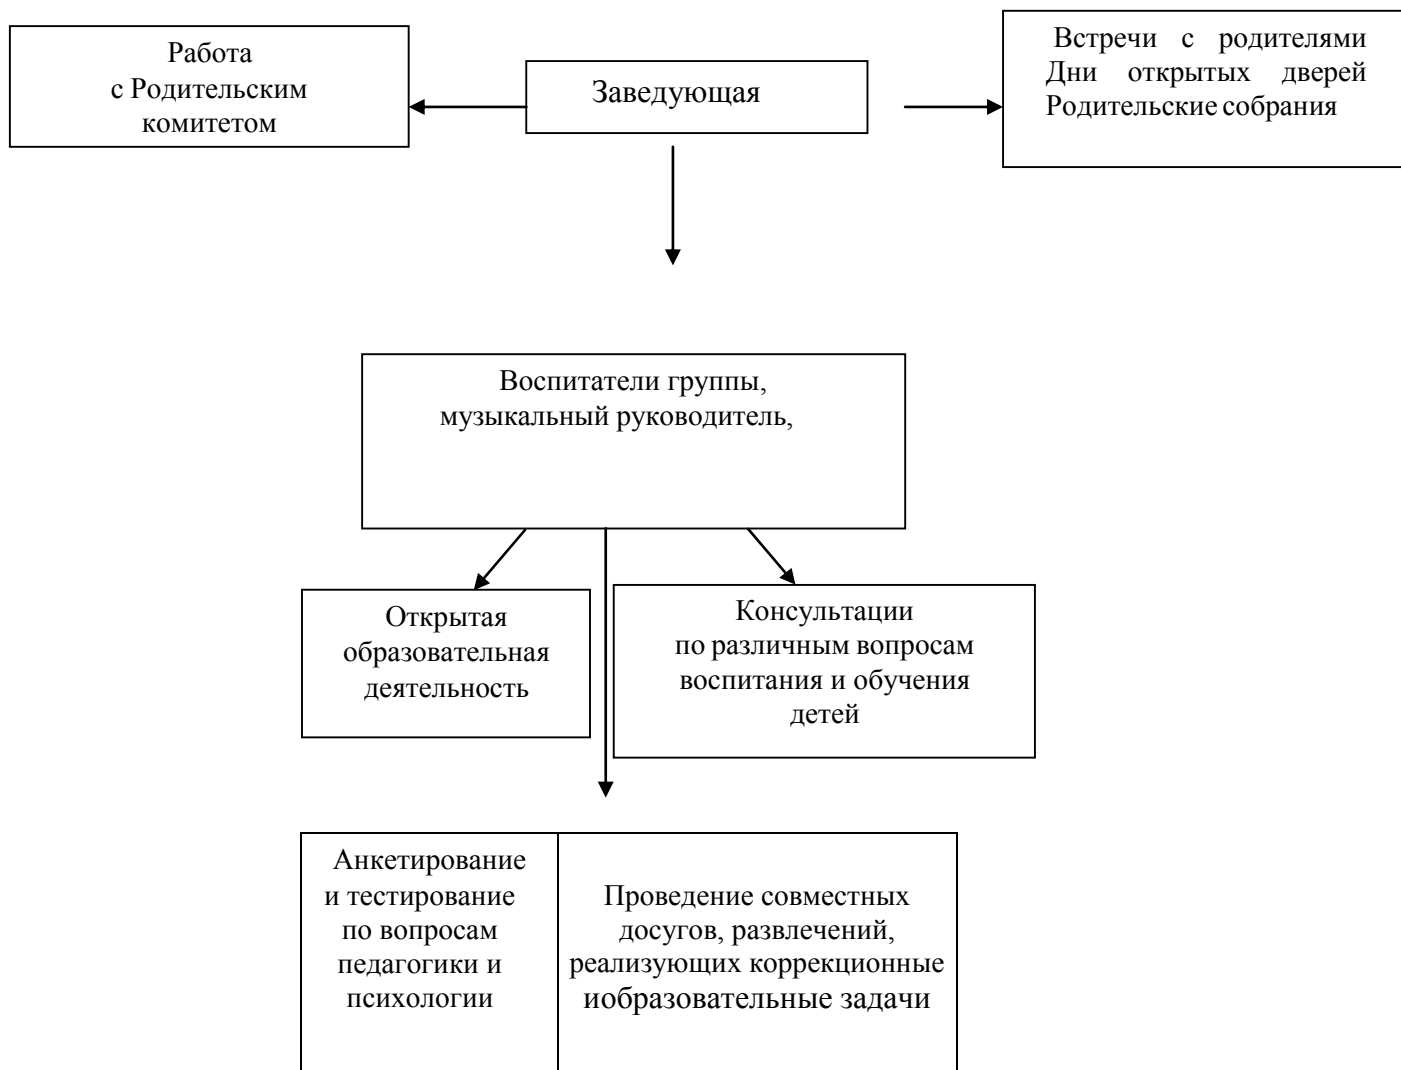 Работа
с Родительским
комитетом
Заведующая
Встречи с родителями
Дни открытых дверей
Родительские собрания
Воспитатели группы,
музыкальный руководитель,
Открытая
образовательная
деятельность
Консультации
по различным вопросам
воспитания и обучения
детей
Анкетирование
и тестирование
по вопросам
педагогики и
психологии
Проведение совместных
досугов, развлечений,
реализующих коррекционные
иобразовательные задачи